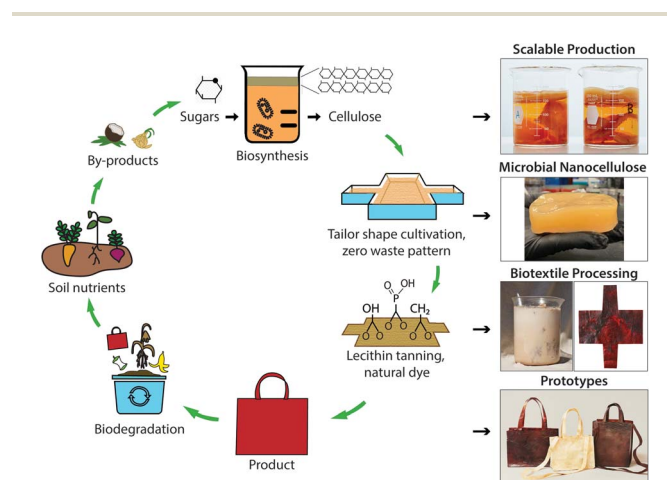 Scalable Production
Sugars
Cellulose
Biosynthesis
By-products
Microbial Nanocellulose
Tailor shape cultivation,
zero waste pattern
Soil nutrients
Biotextile Processing
O
OH
P
OH
O
CH2
O
O
O
O
O
O
Lecithin tanning,
natural dye
Prototypes
Biodegradation
Product
A
B